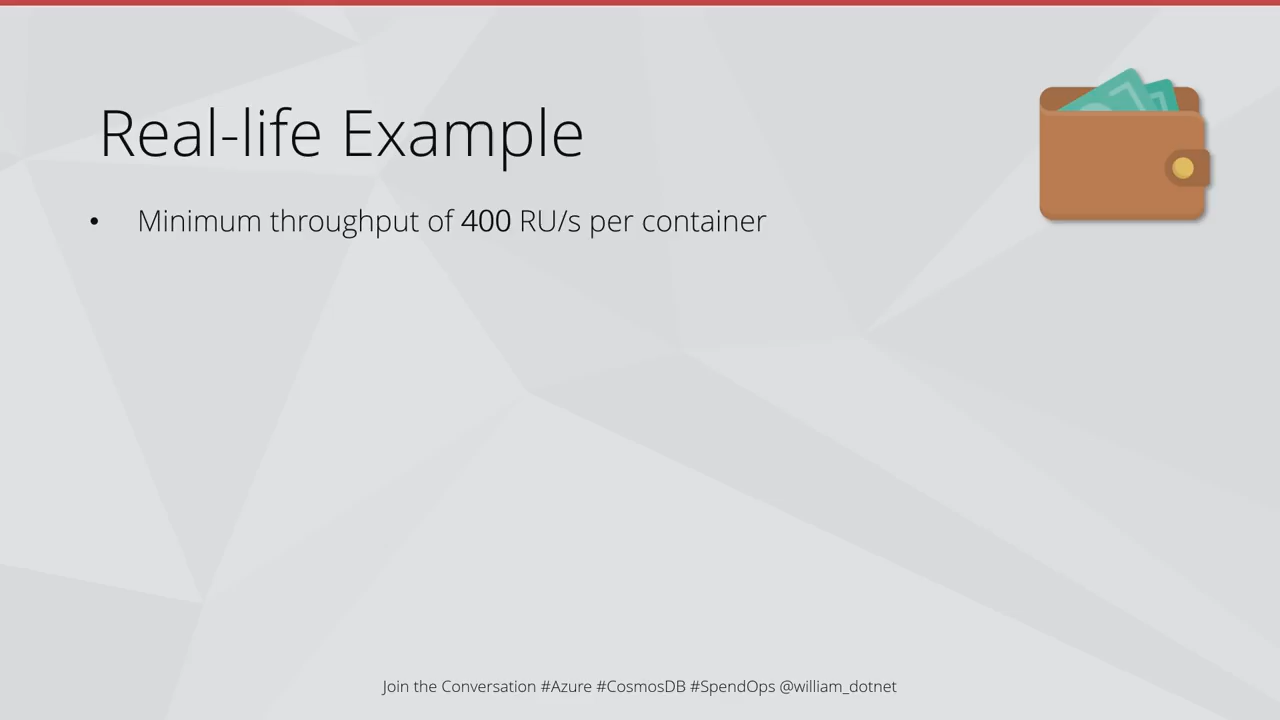 Real-life Example
• Minimum throughput of 400 RU/s per container
Join the Conversation #Azure #CosmosDB #SpendOps @william_dotnet